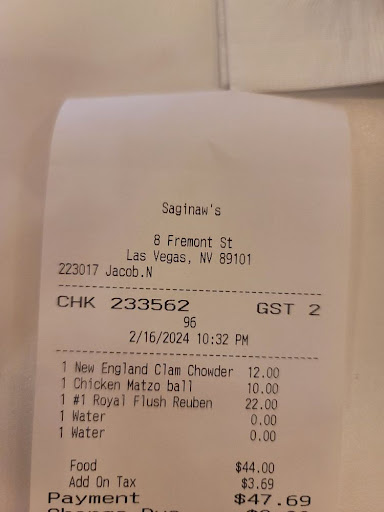 Saginaw's
8 Fremont St
Las Vegas, NV 89101
223017 Jacob.N
CHK 233562 GST 2
96
2/16/2024 10:32 PM
1 New England Clam Chowder 12.00
1 Chicken Matzo ball 10.00
1 #1 Royal Flush Reuben 22.00
1 Water 0.00
1 Water 0.00
Food $44.00
Add On Tax $3.69
Payment $47.69
Change Due